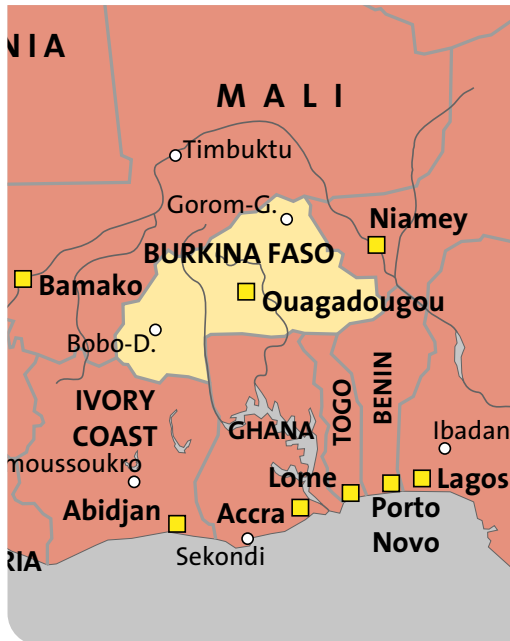 NIA
MALI
Timbuktu
Gorom-G.
Niamey
BURKINA FASO
Bamako
Ouagadougou
Bobo-D.
IVORY
COAST
GHANA
TOGO
BENIN
Ibadan
moussoukro
Lome
Lagos
Abidjan
Accra
Porto
Novo
Sekondi
RIA